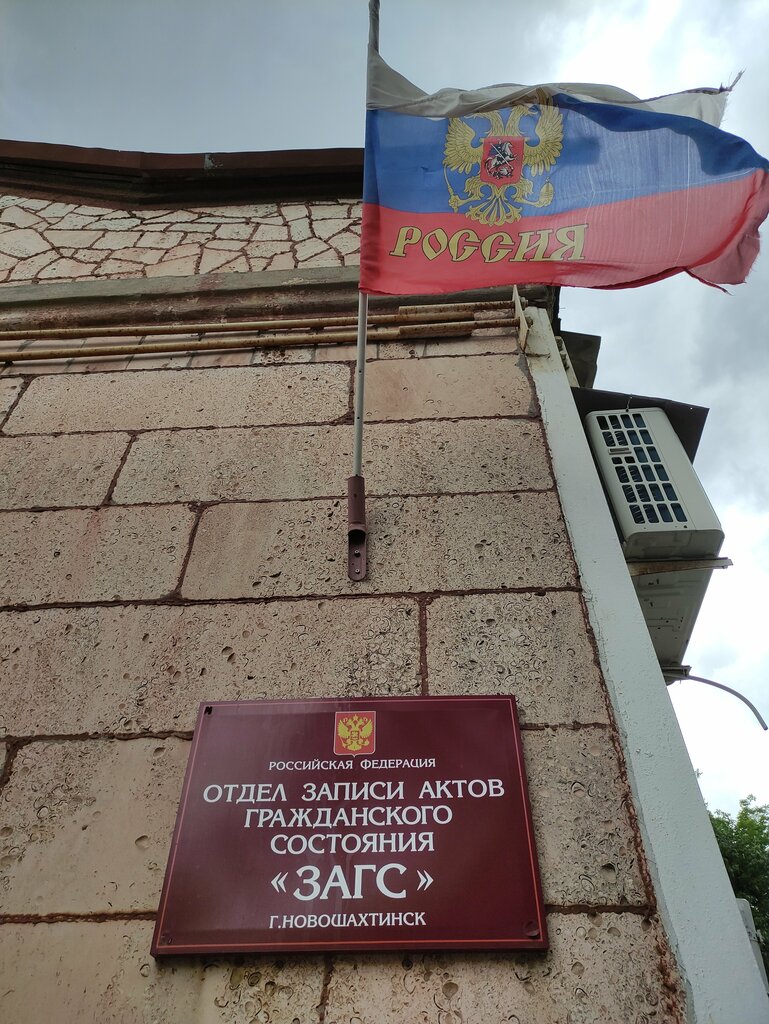 РОССИЯ
РОССИЙСКАЯ ФЕДЕРАЦИЯ
ОТДЕЛ ЗАПИСИ АКТОВ
ГРАЖДАНСКОГО
СОСТОЯНИЯ
«ЗАГС»
Г.НОВОШАХТИНСК